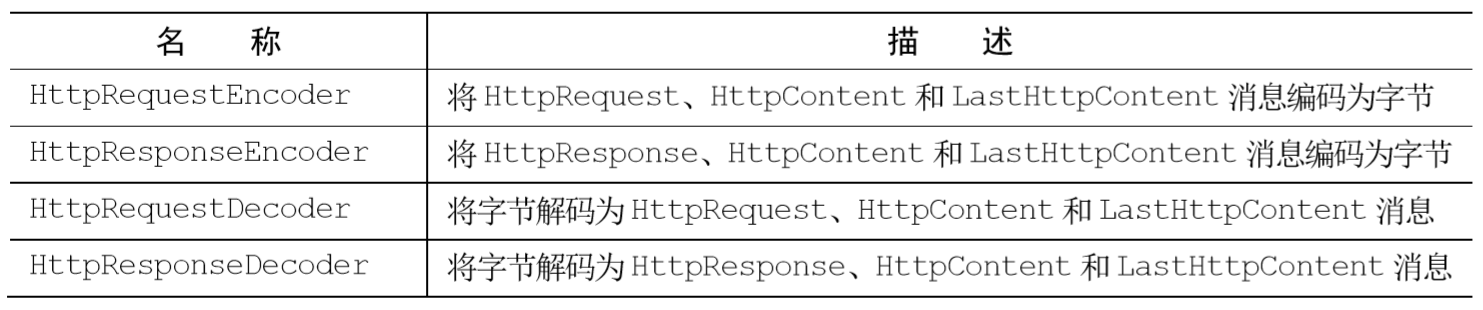 名称 描述
HttpRequestEncoder 将 HttpRequest、HttpContent 和 LastHttpContent 消息编码为字节
HttpResponseEncoder 将 HttpResponse、HttpContent 和 LastHttpContent 消息编码为字节
HttpRequestDecoder 将字节解码为 HttpRequest、HttpContent 和 LastHttpContent 消息
HttpResponseDecoder 将字节解码为 HttpResponse、HttpContent 和 LastHttpContent 消息